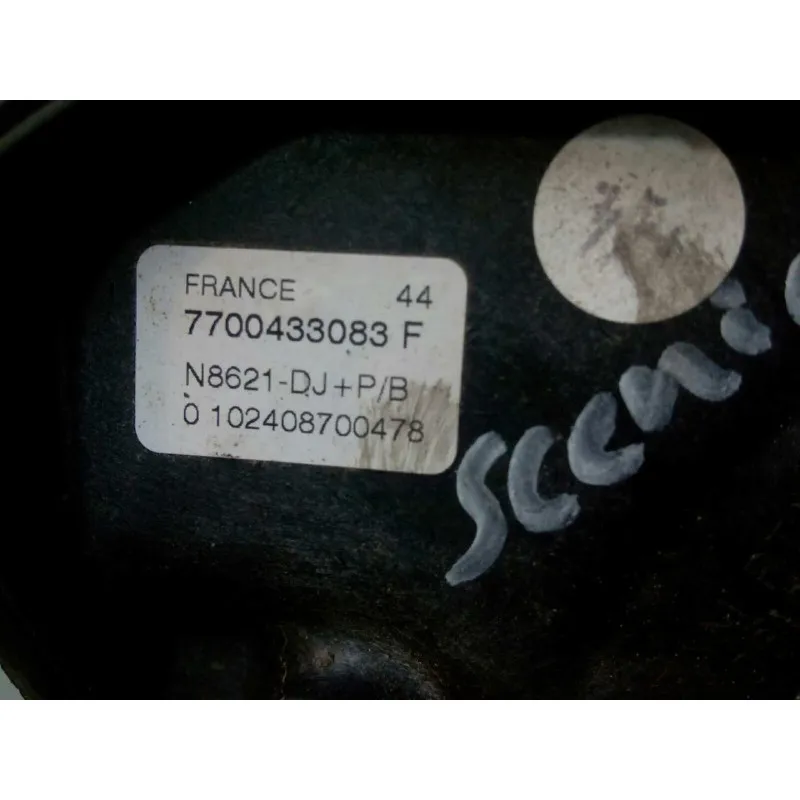 FRANCE 44
7700433083 F
N8621-DJ+P/B
0 102408700478
scenic